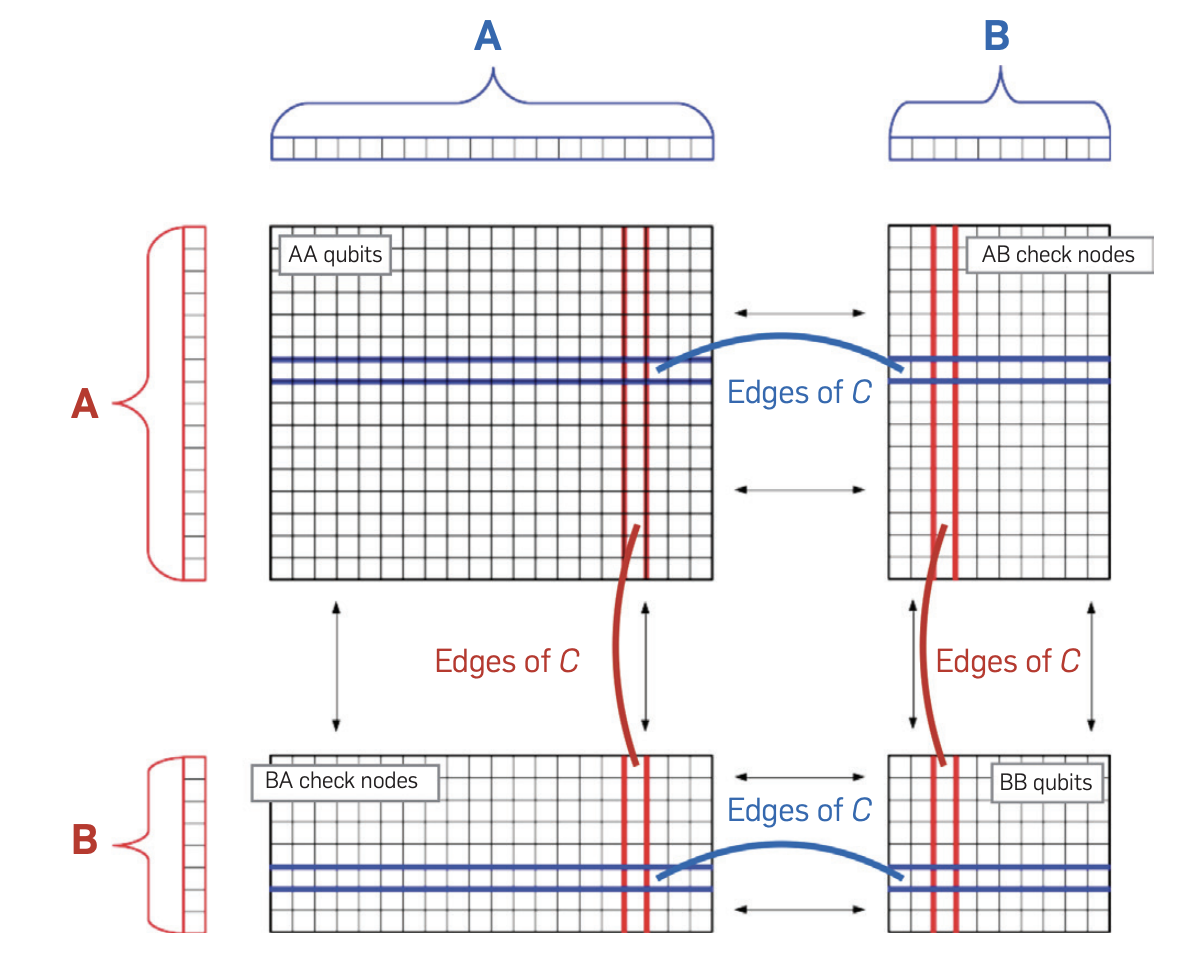 A
B
AA qubits
AB check nodes
A
Edges of C
Edges of C
Edges of C
BA check nodes
BB qubits
Edges of C
B